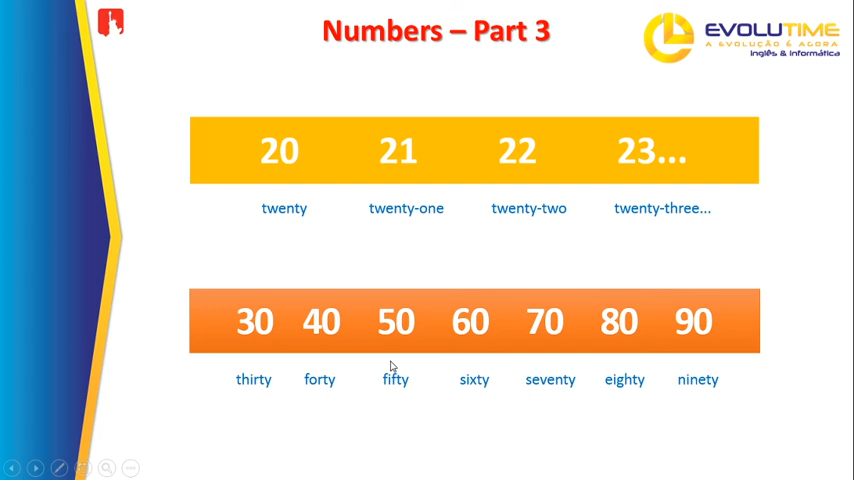 Numbers – Part 3
EVOLUTIME
A EVOLUÇÃO É AGORA
Inglês & Informática
20 21 22 23...
twenty twenty-one twenty-two twenty-three...
30 40 50 60 70 80 90
thirty forty fifty sixty seventy eighty ninety